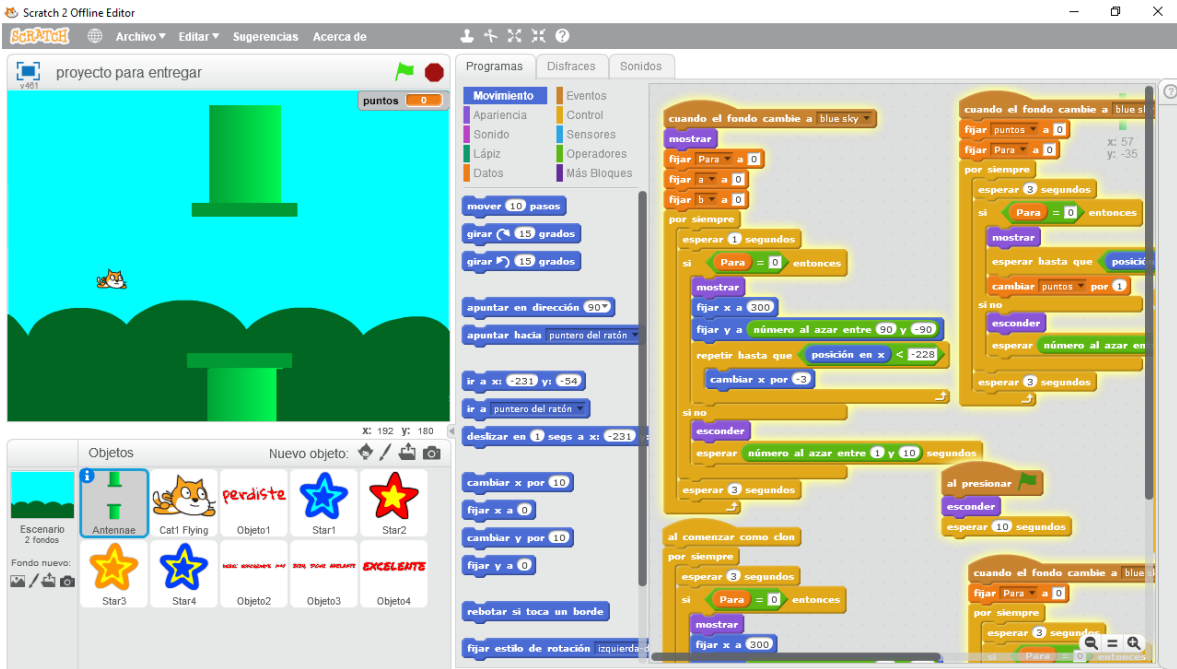 Scratch 2 Offline Editor
SCRATCH Archivo Editar Sugerencias Acerca de
v461 proyecto para entregar
puntos 0
x: 192 y: 180
Objetos Nuevo objeto:
Escenario
2 fondos
Fondo nuevo:
Antennae
Cat1 Flying
perdiste
Objeto1
Star1
Star2
Star3
Star4
Objeto2
BIEN, SIGUE ADELANTE
Objeto3
EXCELENTE
Objeto4
Programas Disfraces Sonidos
Movimiento Eventos
Apariencia Control
Sonido Sensores
Lápiz Operadores
Datos Más Bloques
mover 10 pasos
girar 15 grados
girar 15 grados
apuntar en dirección 90
apuntar hacia puntero del ratón
ir a x: -231 y: -54
ir a puntero del ratón
deslizar en 1 segs a x: -231
cambiar x por 10
fijar x a 0
cambiar y por 10
fijar y a 0
rebotar si toca un borde
fijar estilo de rotación izquierda-d
cuando el fondo cambie a blue sky
mostrar
fijar Para a 0
fijar a a 0
fijar b a 0
por siempre
esperar 1 segundos
si Para = 0 entonces
mostrar
fijar x a 300
fijar y a número al azar entre 90 y -90
repetir hasta que posición en x < -228
cambiar x por -3
si no
esconder
esperar número al azar entre 1 y 10 segundos
esperar 3 segundos
al comenzar como clon
por siempre
esperar 3 segundos
si Para = 0 entonces
mostrar
fijar x a 300
cuando el fondo cambie a blue sk
fijar puntos a 0
fijar Para a 0
por siempre
esperar 3 segundos
si Para = 0 entonces
mostrar
esperar hasta que posició
cambiar puntos por 1
si no
esconder
esperar número al azar en
esperar 3 segundos
x: 57
y: -35
al presionar
esconder
esperar 10 segundos
cuando el fondo cambie a blue sk
fijar Para a 0
por siempre
esperar 3 segundos
si Para = 0 entonces